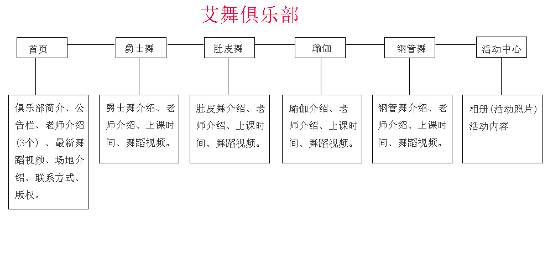 艾舞俱乐部
首页
爵士舞
肚皮舞
瑜伽
钢管舞
活动中心
俱乐部简介、公
告栏、老师介绍
(3个)、最新舞
蹈视频、场地介
绍、联系方式、
版权。
爵士舞介绍、老
师介绍、上课时
间、舞蹈视频。
肚皮舞介绍、老
师介绍、上课时
间、舞蹈视频。
瑜伽介绍、老
师介绍、上课时
间、舞蹈视频。
钢管舞介绍、老
师介绍、上课时
间、舞蹈视频。
相册(活动照片)
活动内容